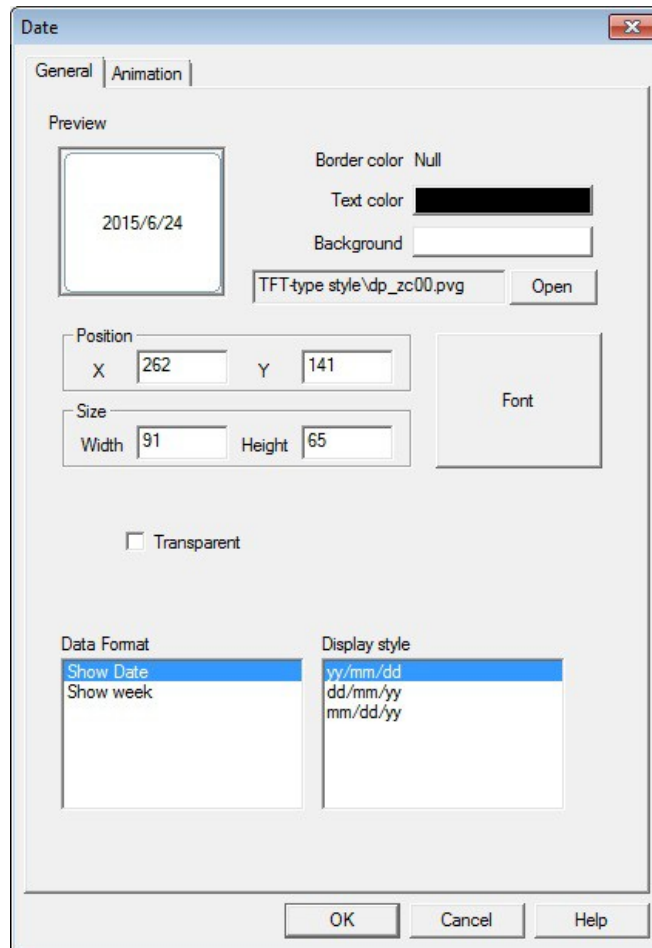 Date
General Animation
Preview
2015/6/24
Border color Null
Text color
Background
TFT-type style\dp_zc00.pvg Open
Position
X 262 Y 141
Size
Width 91 Height 65
Font
Transparent
Data Format
Show Date
Show week
Display style
yy/mm/dd
dd/mm/yy
mm/dd/yy
OK Cancel Help